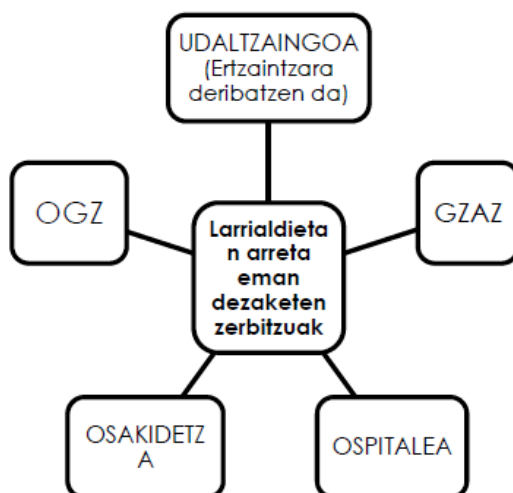 UDALTZAINGOA
(Ertzaintzara
deribatzen da)
OGZ
GZAZ
Larrialdieta
n arreta
eman
dezaketen
zerbitzuak
OSAKIDETZ
A
OSPITALEA